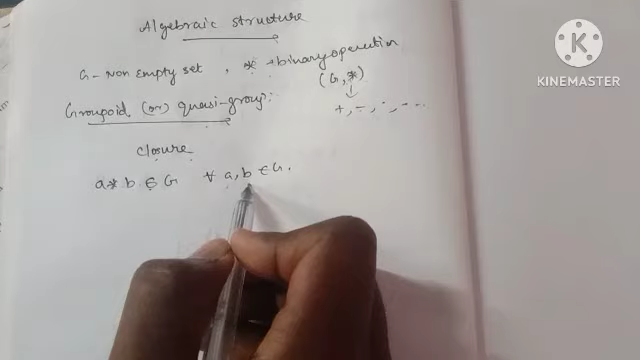 Algebraic structure
G - Non Empty set, * → binary operation
(G, *)
↓
+, ÷, ·, - ...
Groupoid (or) quasi-group:
closure
a * b ∈ G ∀ a, b ∈ G.
KINEMASTER